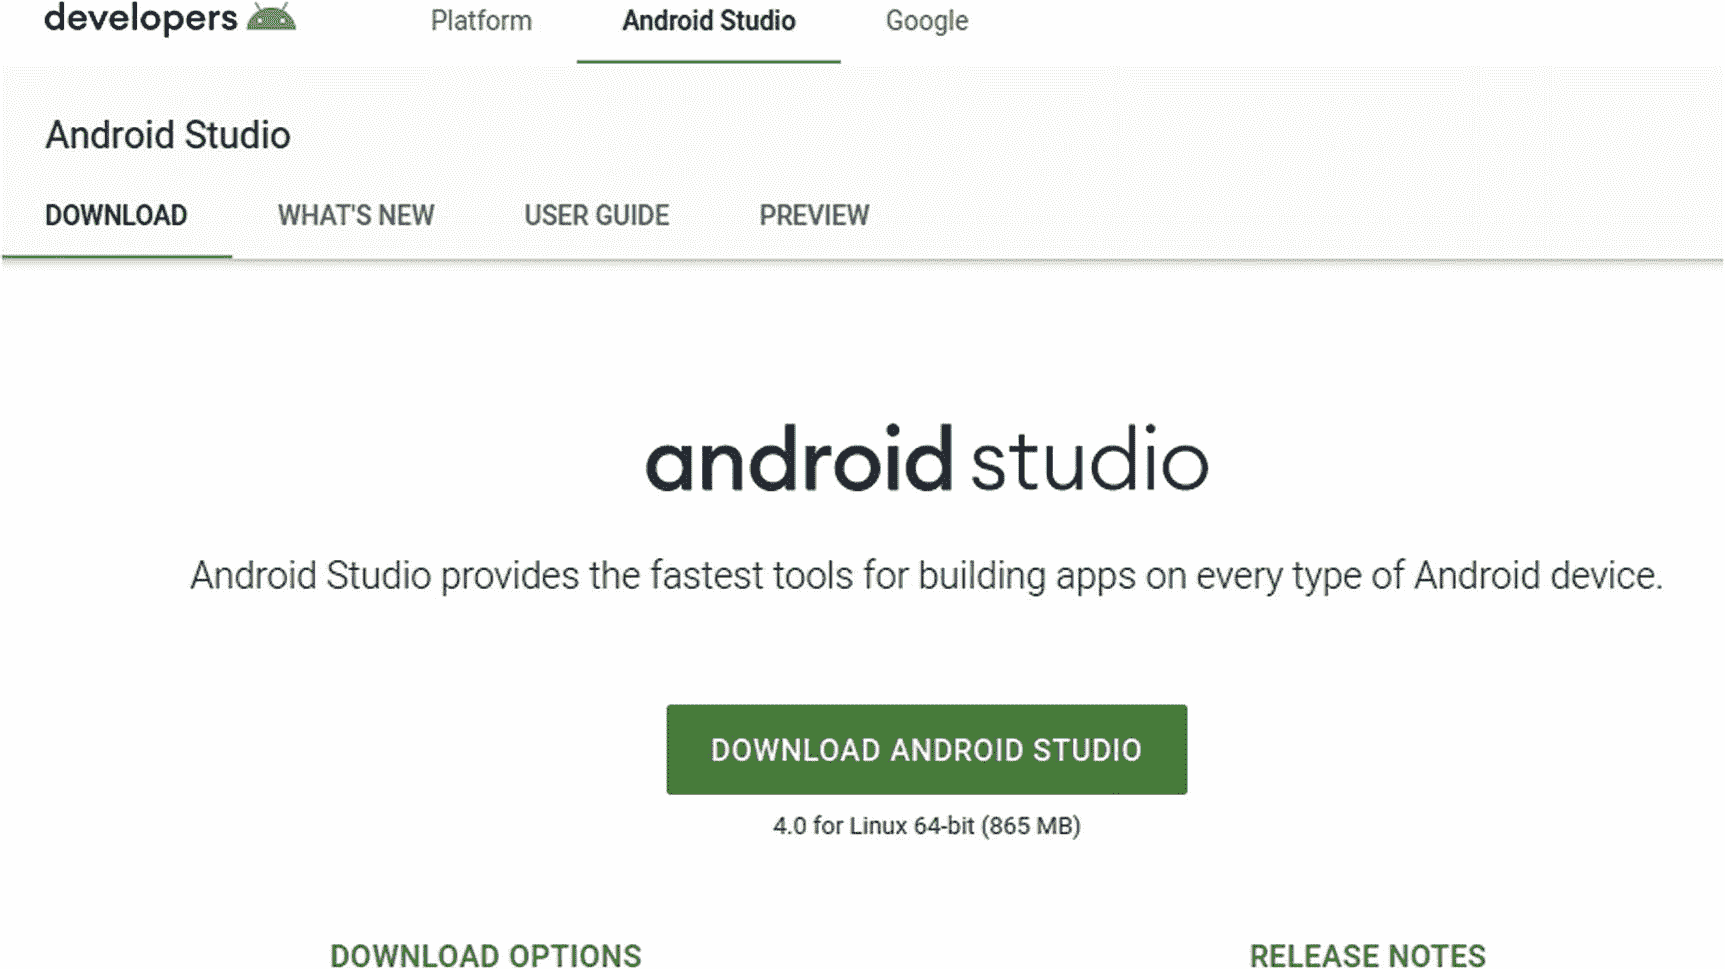 developers Platform Android Studio Google
Android Studio
DOWNLOAD WHAT'S NEW USER GUIDE PREVIEW
android studio
Android Studio provides the fastest tools for building apps on every type of Android device.
DOWNLOAD ANDROID STUDIO
4.0 for Linux 64-bit (865 MB)
DOWNLOAD OPTIONS RELEASE NOTES